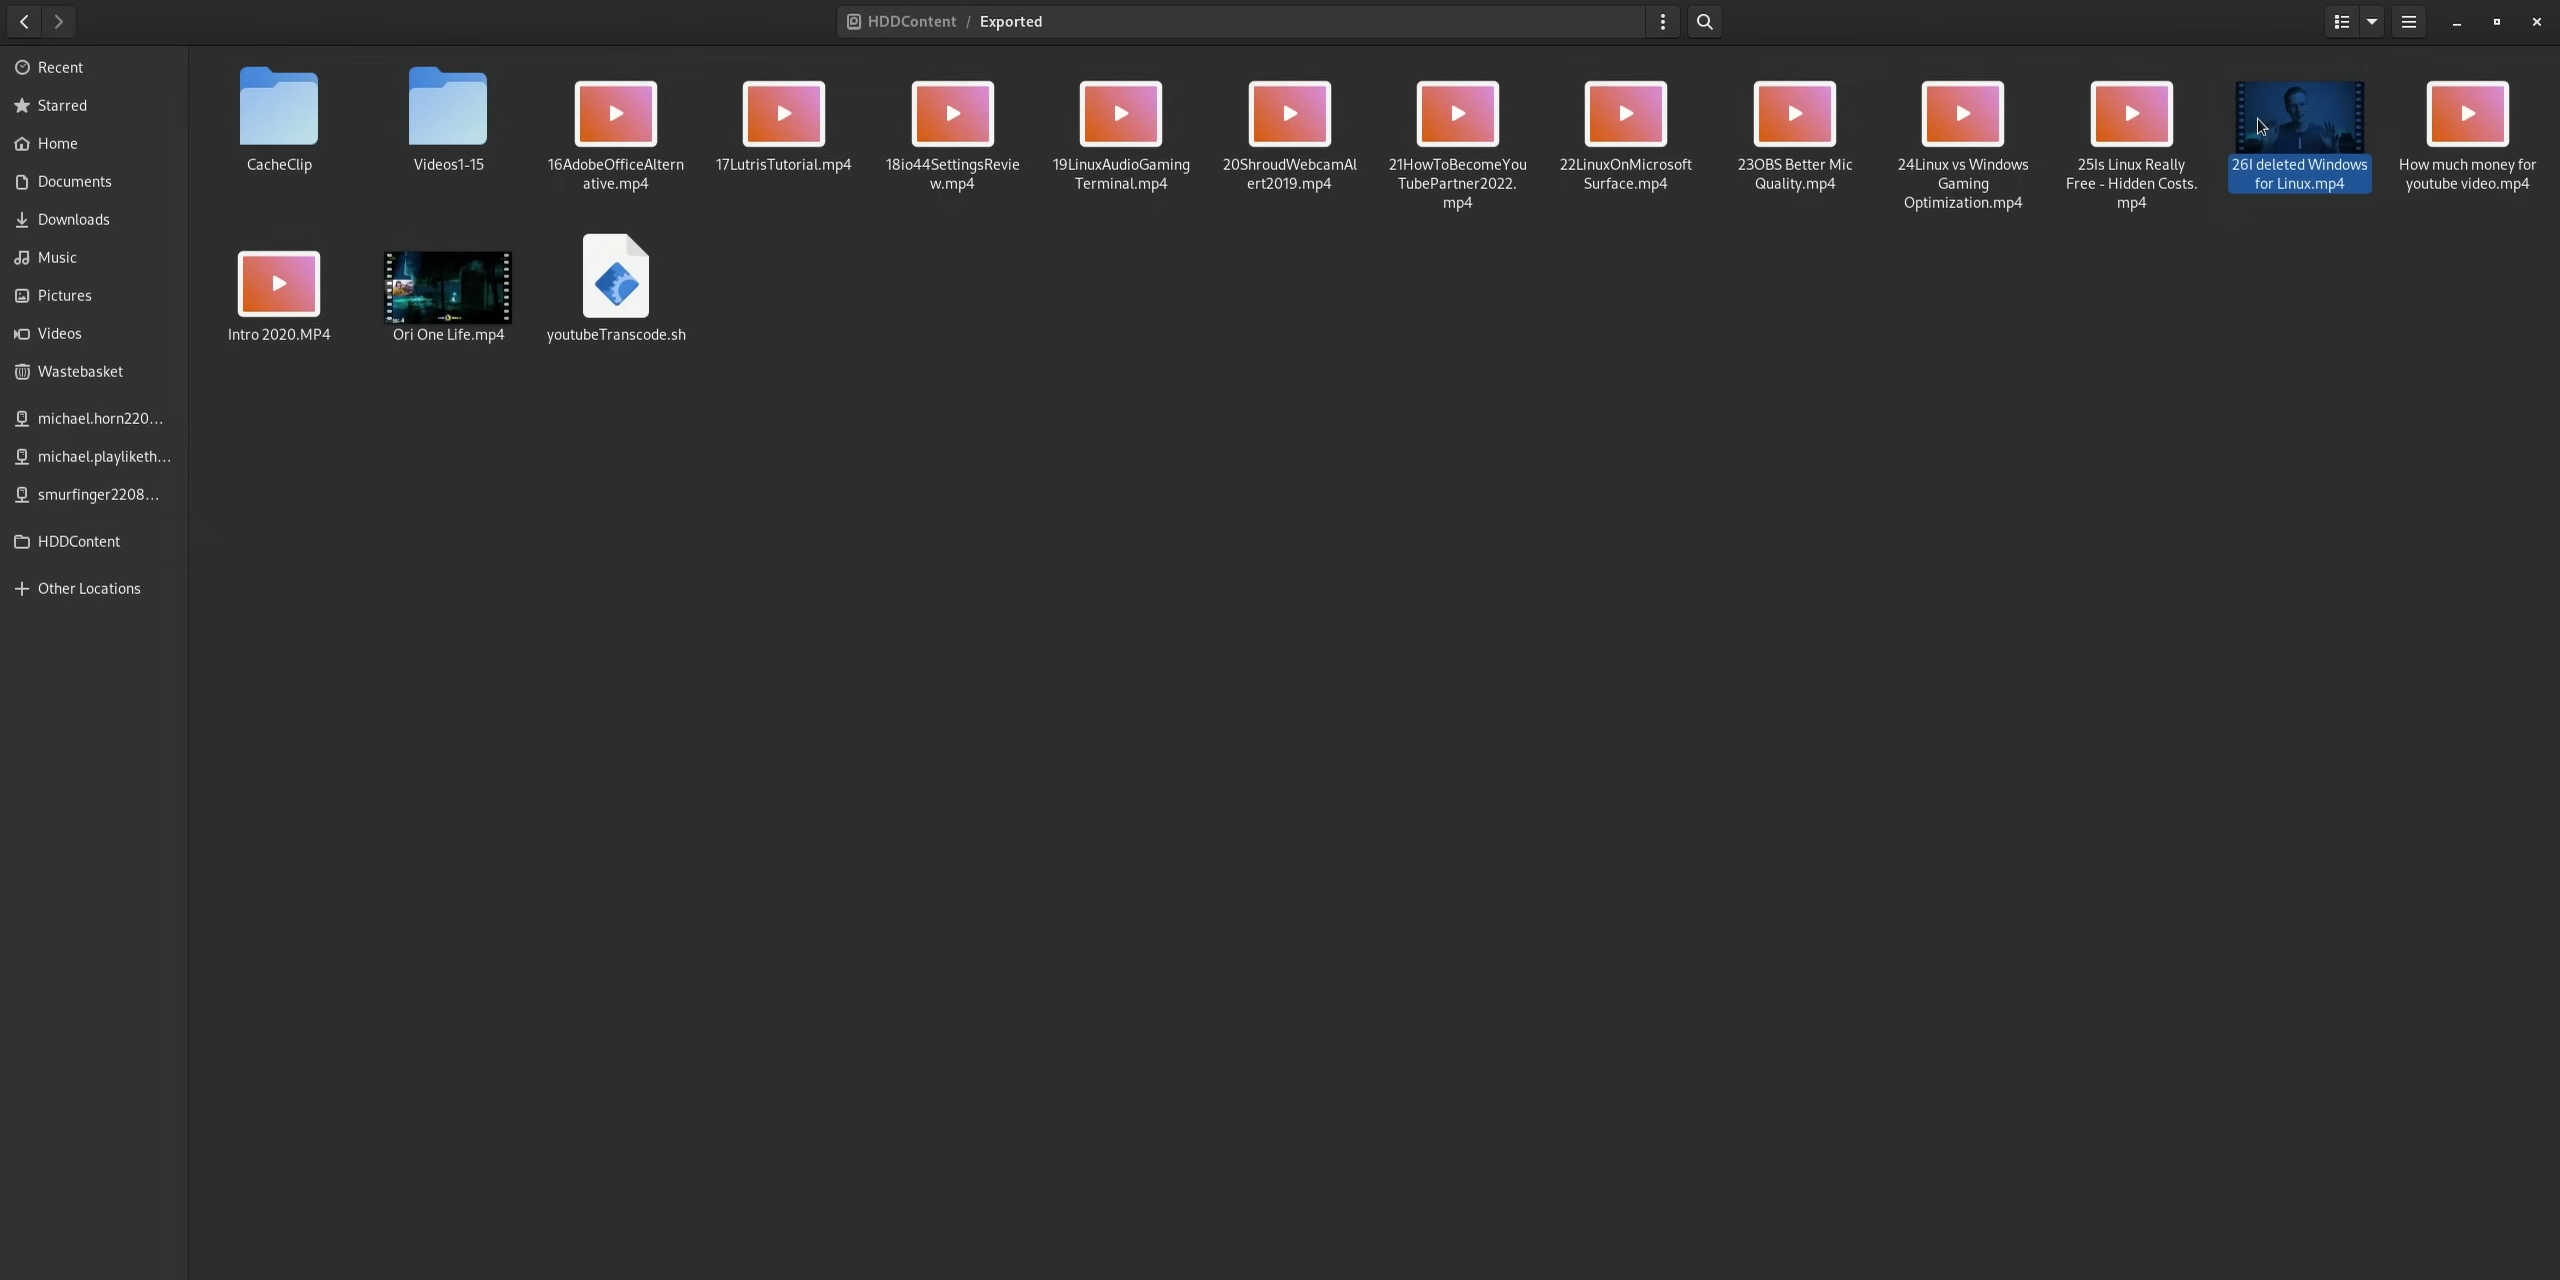 HDDContent / Exported
Recent
Starred
Home
Documents
Downloads
Music
Pictures
Videos
Wastebasket
michael.horn220…
michael.playliketh…
smurfinger2208…
HDDContent
Other Locations
CacheClip
Videos1-15
16AdobeOfficeAltern
ative.mp4
17LutrisTutorial.mp4
18io44SettingsRevie
w.mp4
19LinuxAudioGaming
Terminal.mp4
20ShroudWebcamAl
ert2019.mp4
21HowToBecomeYou
TubePartner2022.
mp4
22LinuxOnMicrosoft
Surface.mp4
23OBS Better Mic
Quality.mp4
24Linux vs Windows
Gaming
Optimization.mp4
25Is Linux Really
Free - Hidden Costs.
mp4
26I deleted Windows
for Linux.mp4
How much money for
youtube video.mp4
Intro 2020.MP4
Ori One Life.mp4
youtubeTranscode.sh